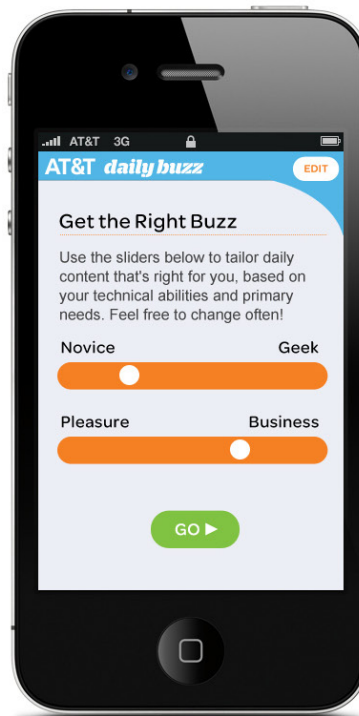 AT&T 3G
AT&T daily buzz EDIT
Get the Right Buzz
Use the sliders below to tailor daily
content that's right for you, based on
your technical abilities and primary
needs. Feel free to change often!
Novice Geek
Pleasure Business
GO